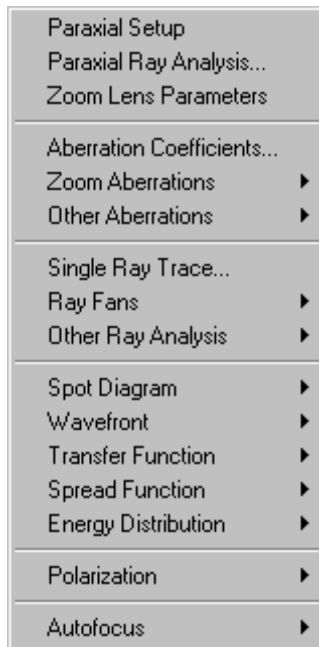 Paraxial Setup
Paraxial Ray Analysis...
Zoom Lens Parameters
Aberration Coefficients...
Zoom Aberrations
Other Aberrations
Single Ray Trace...
Ray Fans
Other Ray Analysis
Spot Diagram
Wavefront
Transfer Function
Spread Function
Energy Distribution
Polarization
Autofocus